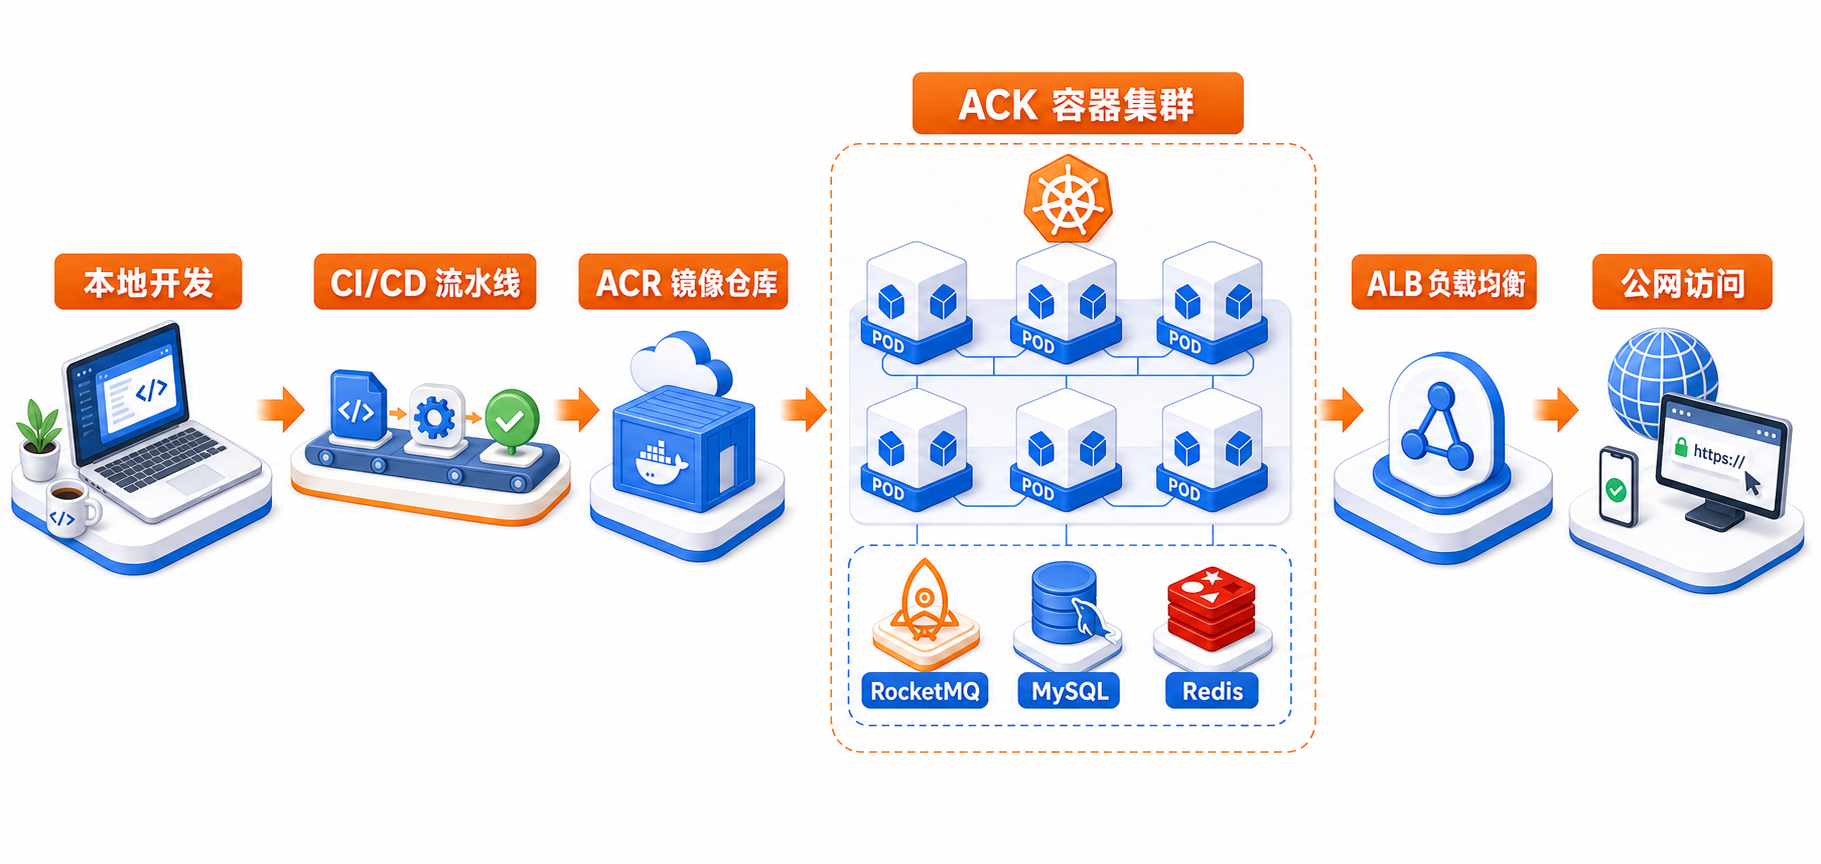 ACK 容器集群
本地开发
CI/CD 流水线
ACR 镜像仓库
ALB 负载均衡
公网访问
</>
</>
</>
POD
POD
POD
POD
POD
POD
https://
RocketMQ
MySQL
Redis